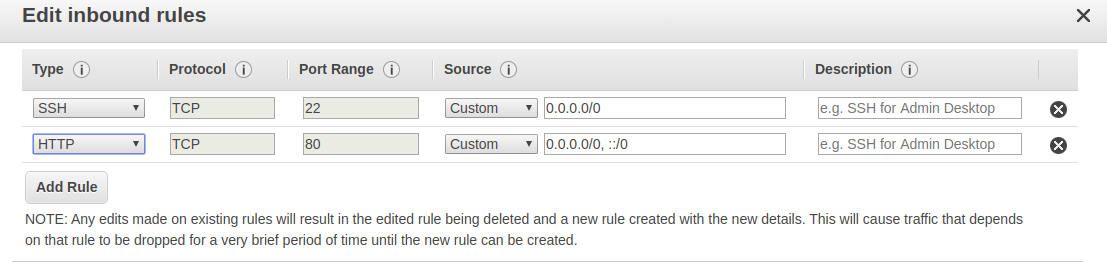 Edit inbound rules
Type Protocol Port Range Source Description
SSH TCP 22 Custom 0.0.0.0/0 e.g. SSH for Admin Desktop
HTTP TCP 80 Custom 0.0.0.0/0, ::/0 e.g. SSH for Admin Desktop
Add Rule
NOTE: Any edits made on existing rules will result in the edited rule being deleted and a new rule created with the new details. This will cause traffic that depends
on that rule to be dropped for a very brief period of time until the new rule can be created.